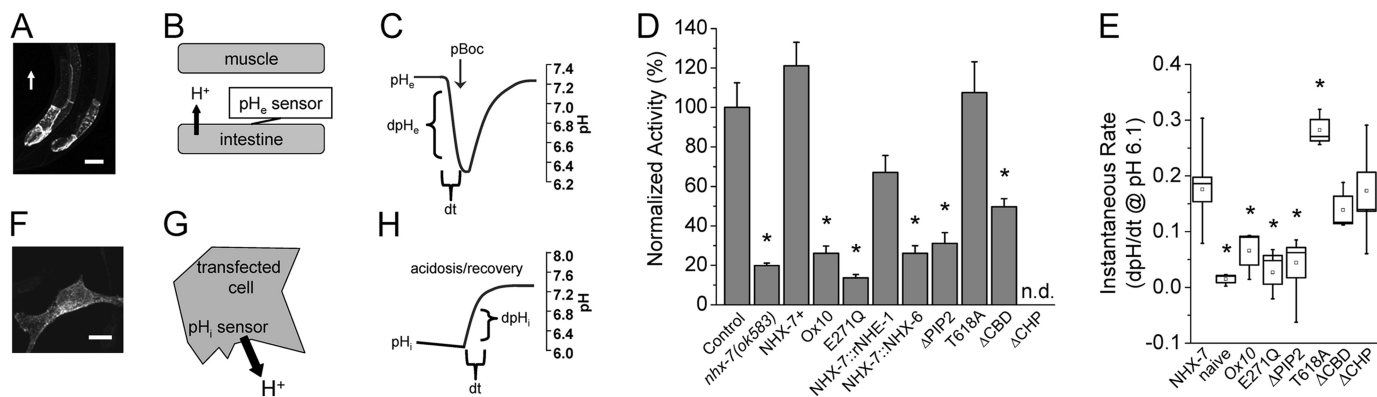 A
B
muscle
H+
pHe sensor
intestine
C
pBoc
pHe
dpHe
dt
7.4
7.2
7.0
6.8
6.6
6.4
6.2
pH
D
Normalized Activity (%)
140
120
100
80
60
40
20
0
*
*
*
*
*
*
n.d.
Control
nhx-7(ok583)
NHX-7+
Ox10
E271Q
NHX-7::rNHE-1
NHX-7::NHX-6
ΔPIP2
T618A
ΔCBD
ΔCHP
E
Instantaneous Rate
(dpH/dt @ pH 6.1)
0.4
0.3
0.2
0.1
0.0
-0.1
*
*
*
*
*
NHX-7
naive
Ox10
E271Q
ΔPIP2
T618A
ΔCBD
ΔCHP
F
G
transfected
cell
pHi sensor
H+
H
acidosis/recovery
pHi
dpHi
dt
8.0
7.6
7.2
6.8
6.4
6.0
pH